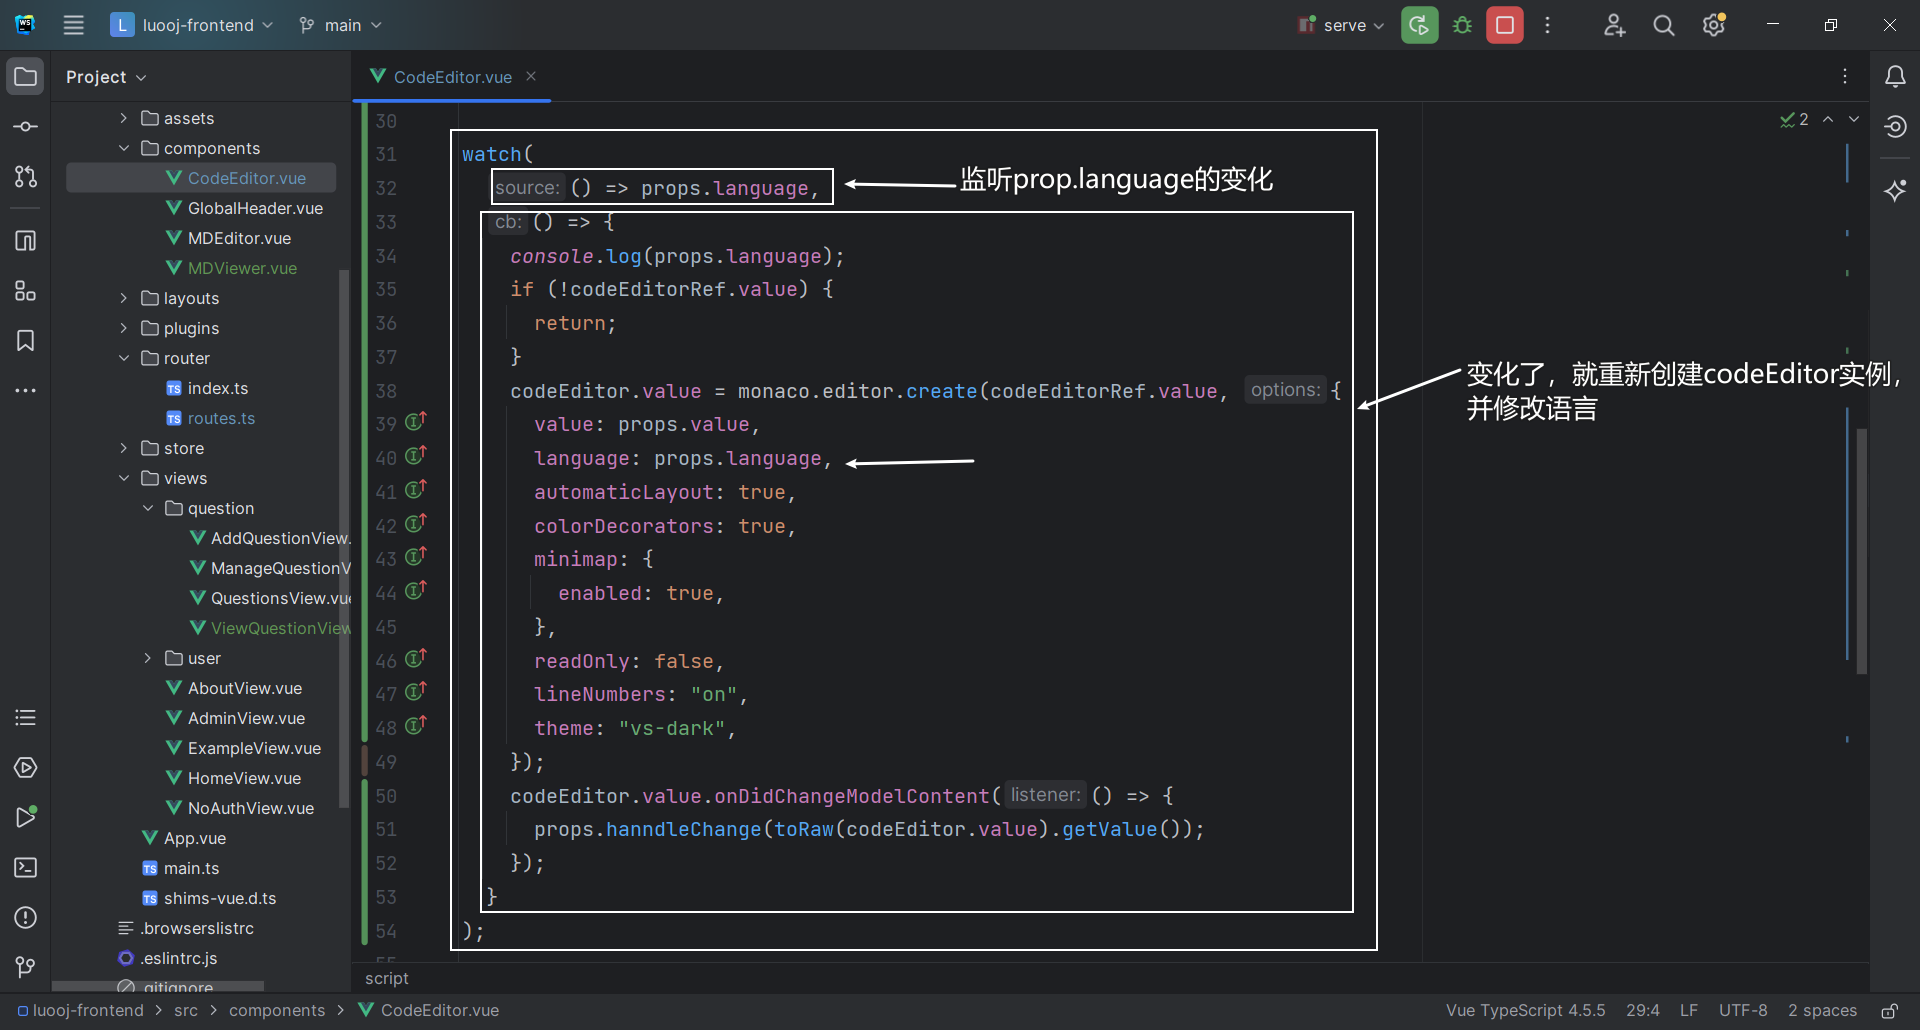 L luooj-frontend main serve
Project
CodeEditor.vue
assets
components
CodeEditor.vue
GlobalHeader.vue
MDEditor.vue
MDViewer.vue
layouts
plugins
router
index.ts
routes.ts
store
views
question
AddQuestionView.
ManageQuestionV
QuestionsView.vue
ViewQuestionView
user
AboutView.vue
AdminView.vue
ExampleView.vue
HomeView.vue
NoAuthView.vue
App.vue
main.ts
shims-vue.d.ts
.browserslistrc
.eslintrc.js
.gitignore
2
30
31 watch(
32 source: () => props.language,
监听prop.language的变化
33 cb: () => {
34 console.log(props.language);
35 if (!codeEditorRef.value) {
36 return;
37 }
38 codeEditor.value = monaco.editor.create(codeEditorRef.value, options: {
变化了，就重新创建codeEditor实例，
并修改语言
39 value: props.value,
40 language: props.language,
41 automaticLayout: true,
42 colorDecorators: true,
43 minimap: {
44 enabled: true,
45 },
46 readOnly: false,
47 lineNumbers: "on",
48 theme: "vs-dark",
49 });
50 codeEditor.value.onDidChangeModelContent( listener: () => {
51 props.hanndleChange(toRaw(codeEditor.value).getValue());
52 });
53 }
54 );
55
script
luooj-frontend > src > components > CodeEditor.vue
Vue TypeScript 4.5.5 29:4 LF UTF-8 2 spaces